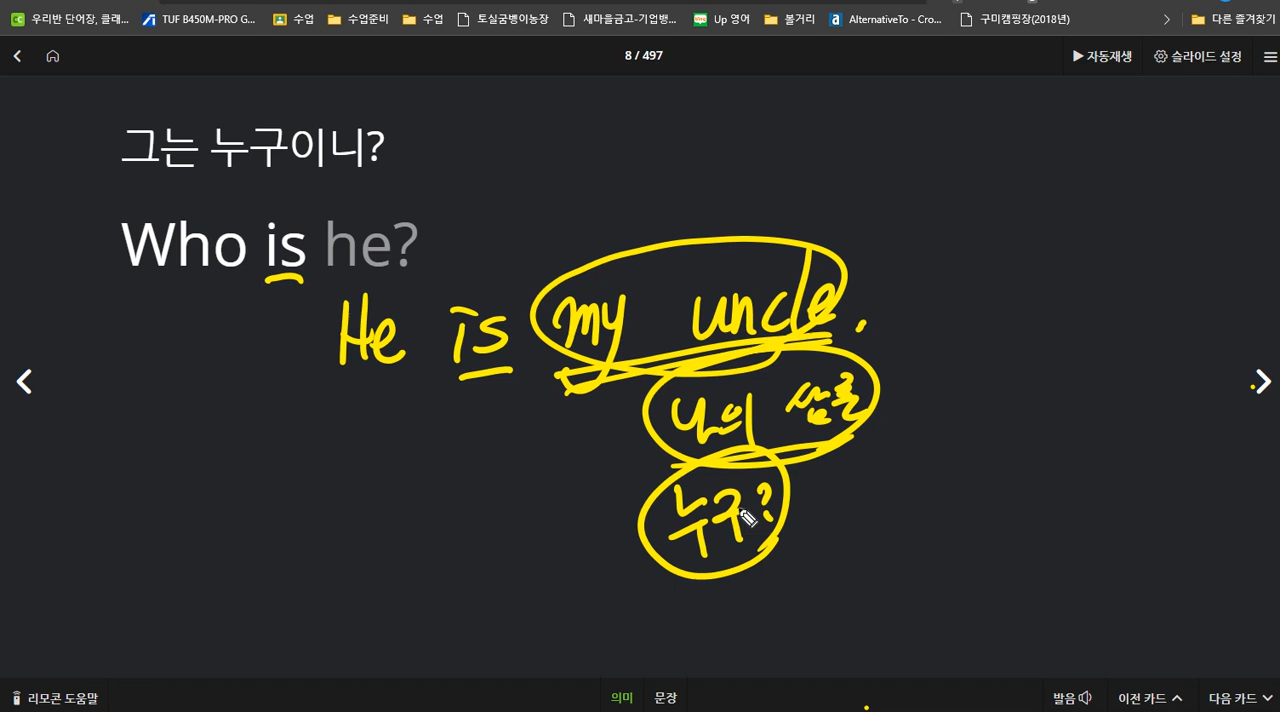 우리반 단어장, 클래... TUF B450M-PRO G... 수업 수업준비 수업 토실굼벵이농장 새마을금고-기업뱅... Up 영어 볼거리 AlternativeTo - Cro... 구미캠핑장(2018년) 다른 즐겨찾기
8 / 497 자동재생 슬라이드 설정
그는 누구이니?
Who is he?
He is my uncle.
나의 삼촌
누구?
리모콘 도움말 의미 문장 발음 이전 카드 다음 카드